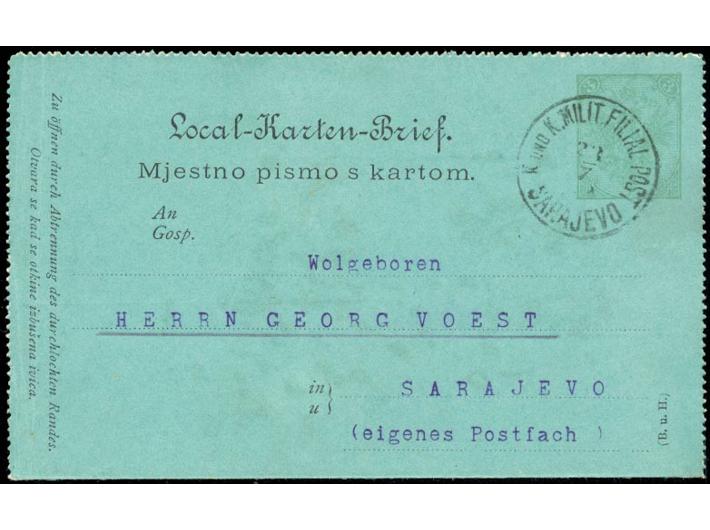 Local-Karten-Brief.
Mjestno pismo s kartom.
An
Gosp.
Wolgeboren
HERRN GEORG VOEST
in
u
SARAJEVO
(eigenes Postfach )
(B. u. H.)
Zu öffnen durch Abtrennung des durchlochten Randes.
Otvara se kad se otkine izbušena ivica.
K. UND K. MILIT. FILIAL-POST
SARAJEVO